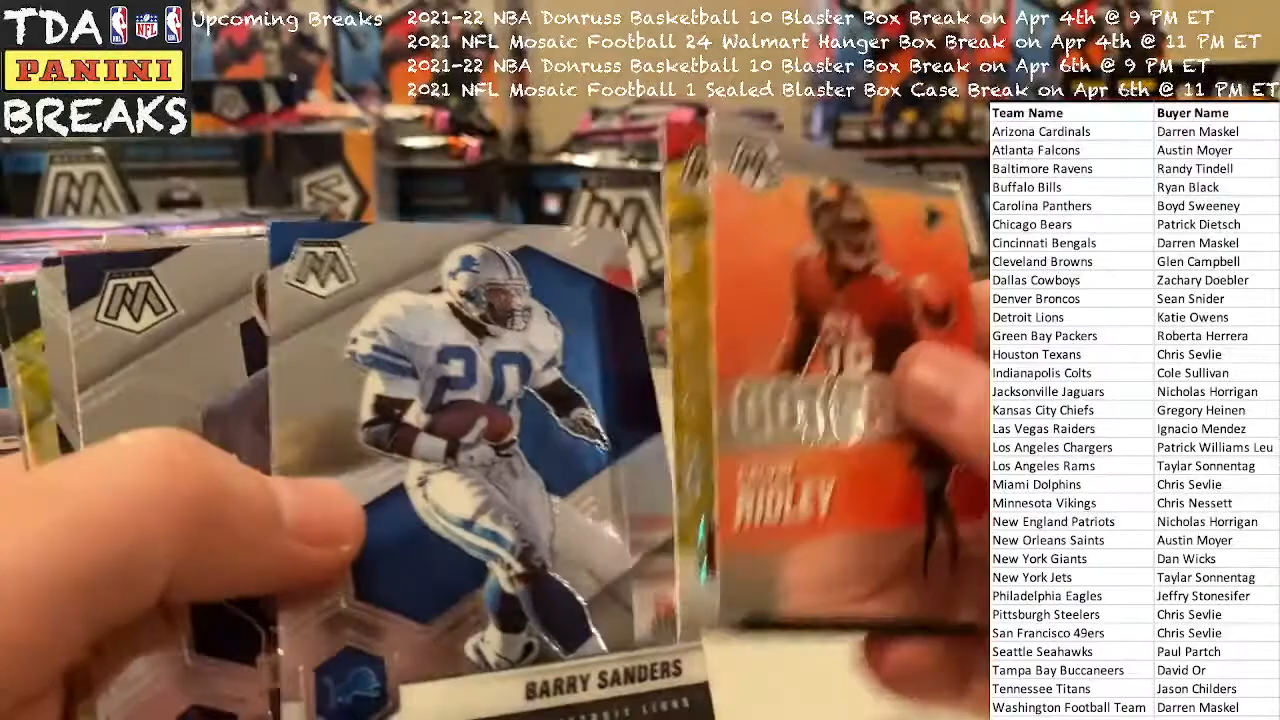 TDA
PANINI
BREAKS
Upcoming Breaks
2021-22 NBA Donruss Basketball 10 Blaster Box Break on Apr 4th @ 9 PM ET
2021 NFL Mosaic Football 24 Walmart Hanger Box Break on Apr 4th @ 11 PM ET
2021-22 NBA Donruss Basketball 10 Blaster Box Break on Apr 6th @ 9 PM ET
2021 NFL Mosaic Football 1 Sealed Blaster Box Case Break on Apr 6th @ 11 PM ET
Team Name Buyer Name
Arizona Cardinals Darren Maskel
Atlanta Falcons Austin Moyer
Baltimore Ravens Randy Tindell
Buffalo Bills Ryan Black
Carolina Panthers Boyd Sweeney
Chicago Bears Patrick Dietsch
Cincinnati Bengals Darren Maskel
Cleveland Browns Glen Campbell
Dallas Cowboys Zachary Doebler
Denver Broncos Sean Snider
Detroit Lions Katie Owens
Green Bay Packers Roberta Herrera
Houston Texans Chris Sevlie
Indianapolis Colts Cole Sullivan
Jacksonville Jaguars Nicholas Horrigan
Kansas City Chiefs Gregory Heinen
Las Vegas Raiders Ignacio Mendez
Los Angeles Chargers Patrick Williams Leu
Los Angeles Rams Taylar Sonnentag
Miami Dolphins Chris Sevlie
Minnesota Vikings Chris Nessett
New England Patriots Nicholas Horrigan
New Orleans Saints Austin Moyer
New York Giants Dan Wicks
New York Jets Taylar Sonnentag
Philadelphia Eagles Jeffry Stonesifer
Pittsburgh Steelers Chris Sevlie
San Francisco 49ers Chris Sevlie
Seattle Seahawks Paul Partch
Tampa Bay Buccaneers David Or
Tennessee Titans Jason Childers
Washington Football Team Darren Maskel
20
BARRY SANDERS
DETROIT LIONS
RIDLEY